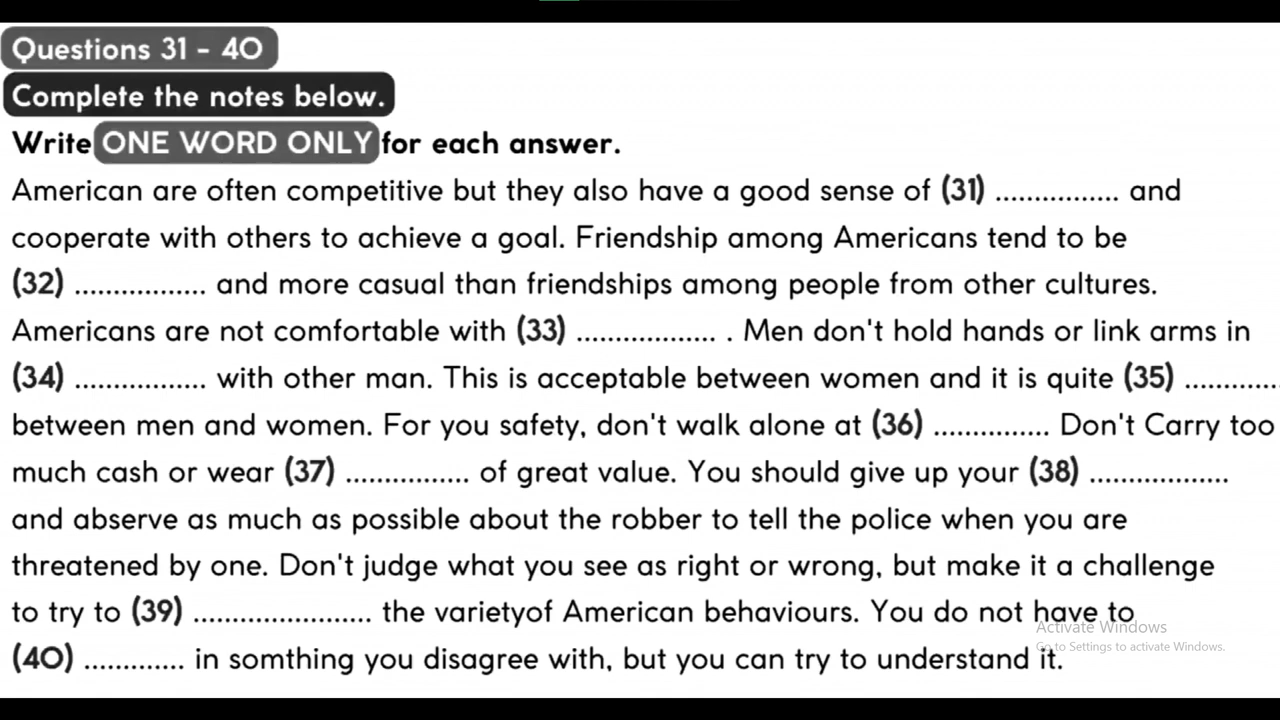 Questions 31 - 40
Complete the notes below.
Write ONE WORD ONLY for each answer.
American are often competitive but they also have a good sense of (31) ................ and
cooperate with others to achieve a goal. Friendship among Americans tend to be
(32) ................. and more casual than friendships among people from other cultures.
Americans are not comfortable with (33) .................. . Men don't hold hands or link arms in
(34) ................. with other man. This is acceptable between women and it is quite (35) ............
between men and women. For you safety, don't walk alone at (36) ............... Don't Carry too
much cash or wear (37) ................ of great value. You should give up your (38) ..................
and abserve as much as possible about the robber to tell the police when you are
threatened by one. Don't judge what you see as right or wrong, but make it a challenge
to try to (39) ....................... the varietyof American behaviours. You do not have to
(40) ............. in somthing you disagree with, but you can try to understand it.
Activate Windows
Go to Settings to activate Windows.